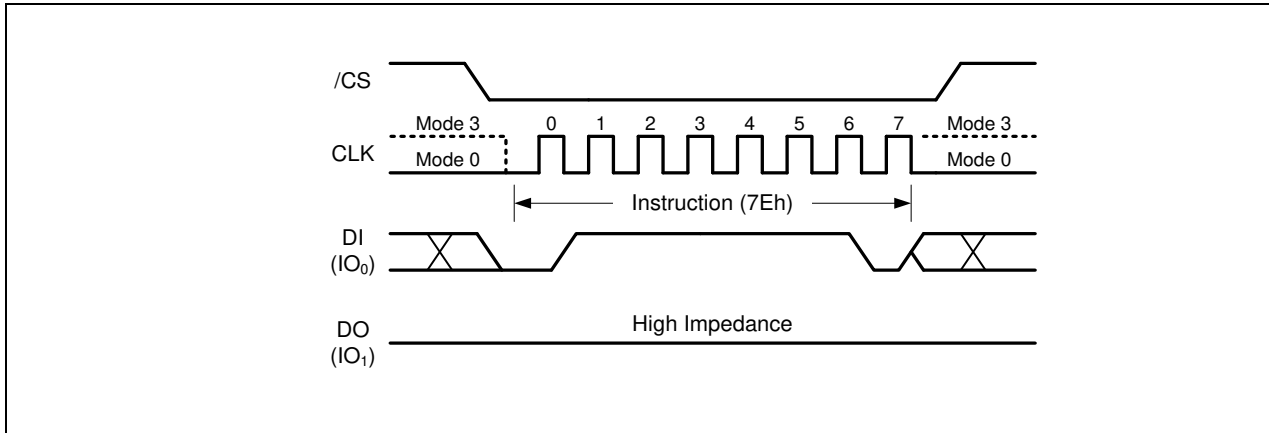 /CS
Mode 3 0 1 2 3 4 5 6 7 Mode 3
CLK
Mode 0 Mode 0
Instruction (7Eh)
DI
(IO₀)
High Impedance
DO
(IO₁)